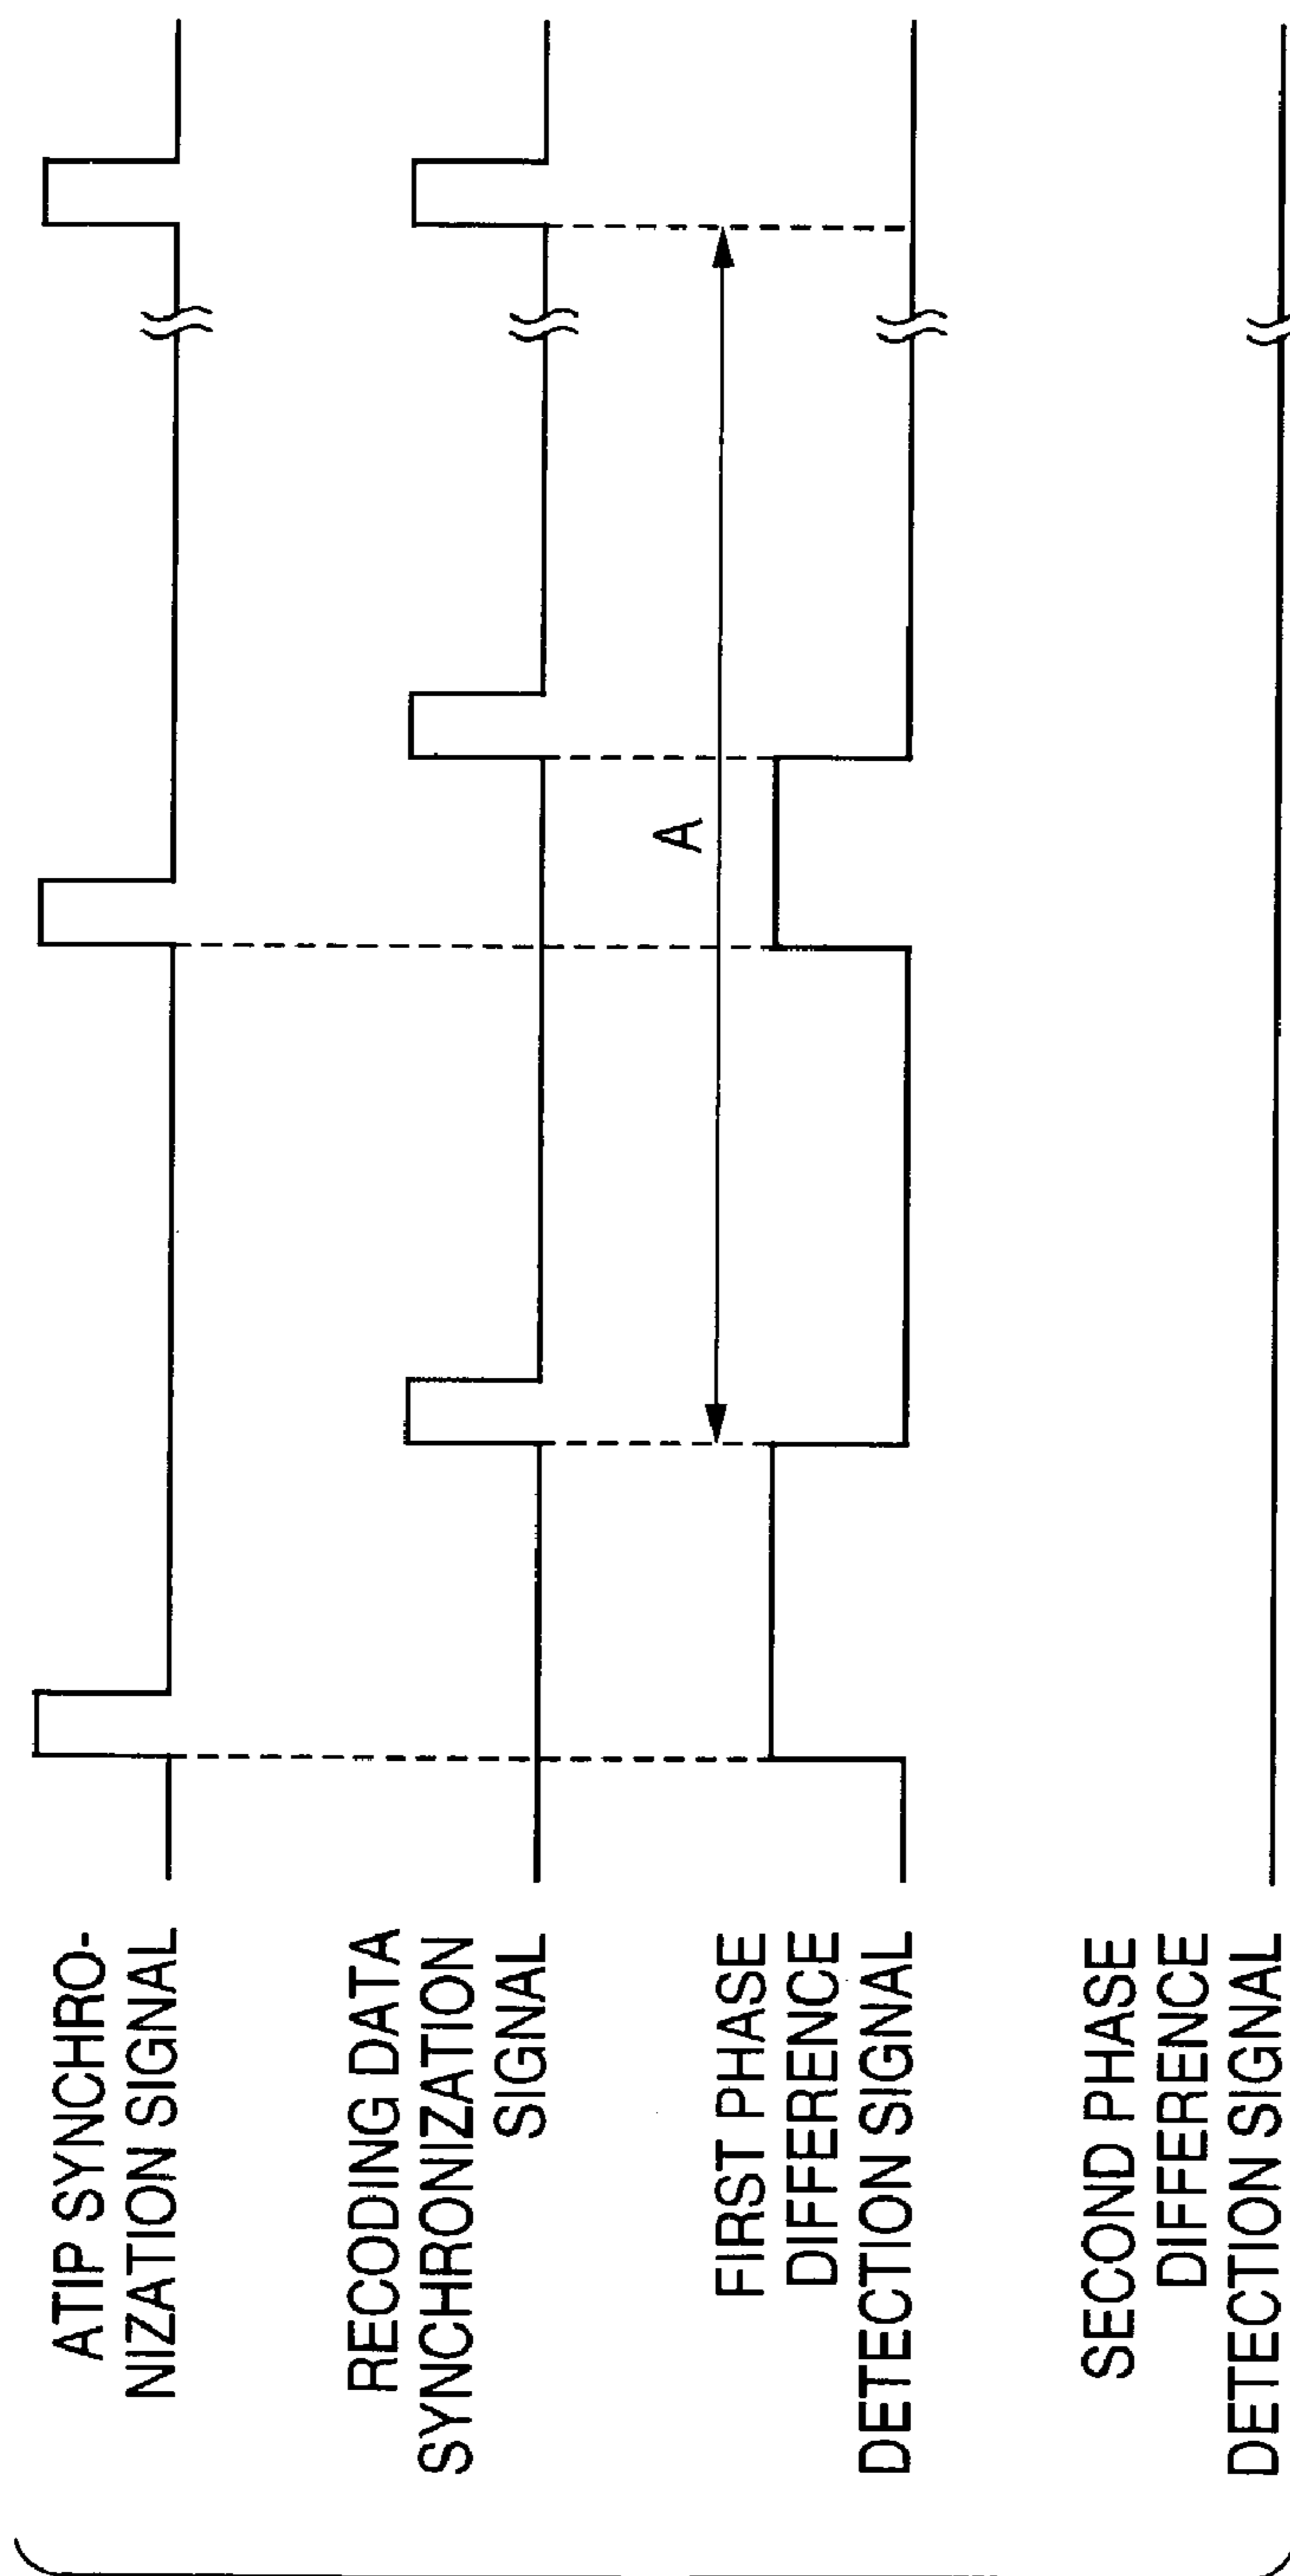 ATIP SYNCHRO-
NIZATION SIGNAL
RECODING DATA
SYNCHRONIZATION
SIGNAL
FIRST PHASE
DIFFERENCE
DETECTION SIGNAL
A
SECOND PHASE
DIFFERENCE
DETECTION SIGNAL